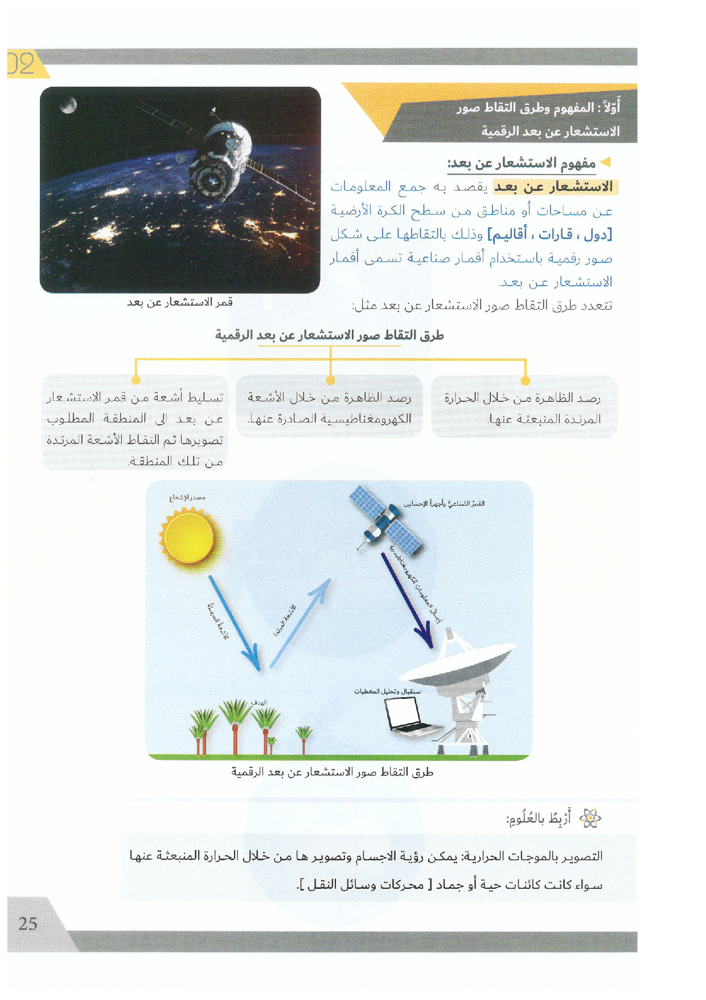 02
أَوّلاً : المفهوم وطرق التقاط صور
الاستشعار عن بعد الرقمية
مفهوم الاستشعار عن بعد:
الاستشعار عن بعد يقصد به جمع المعلومات
عن مساحات أو مناطق من سطح الكرة الأرضية
[دول ، قارات ، أقاليم] وذلك بالتقاطها على شكل
صور رقمية باستخدام أقمار صناعية تسمى أقمار
الاستشعار عن بعد.
قمر الاستشعار عن بعد
تتعدد طرق التقاط صور الاستشعار عن بعد مثل:
طرق التقاط صور الاستشعار عن بعد الرقمية
رصد الظاهرة من خلال الحرارة
المرتدة المنبعثة عنها.
رصد الظاهرة من خلال الأشعة
الكهرومغناطيسية الصادرة عنها.
تسليط أشعة من قمر الاستشعار
عن بعد الى المنطقة المطلوب
تصويرها ثم التقاط الأشعة المرتدة
من تلك المنطقة.
مصدر الإشعاع
القمرُ الصّناعيُّ وأجهزةُ الإحساسِ
الأشعةُ المرسلةُ
الأشعة المرتدة
إرسالُ المعلوماتِ الكهرومغناطيسيةِ
استقبال وتحليل المعطيات
الهدف
طرق التقاط صور الاستشعار عن بعد الرقمية
أَرْبِطُ بالعُلُومِ:
التصوير بالموجات الحرارية: يمكن رؤية الاجسام وتصوير ها من خلال الحرارة المنبعثة عنها
سواء كانت كائنات حية أو جماد [ محركات وسائل النقل ].
25